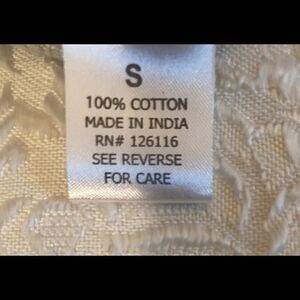 S
100% COTTON
MADE IN INDIA
RN# 126116
SEE REVERSE
FOR CARE